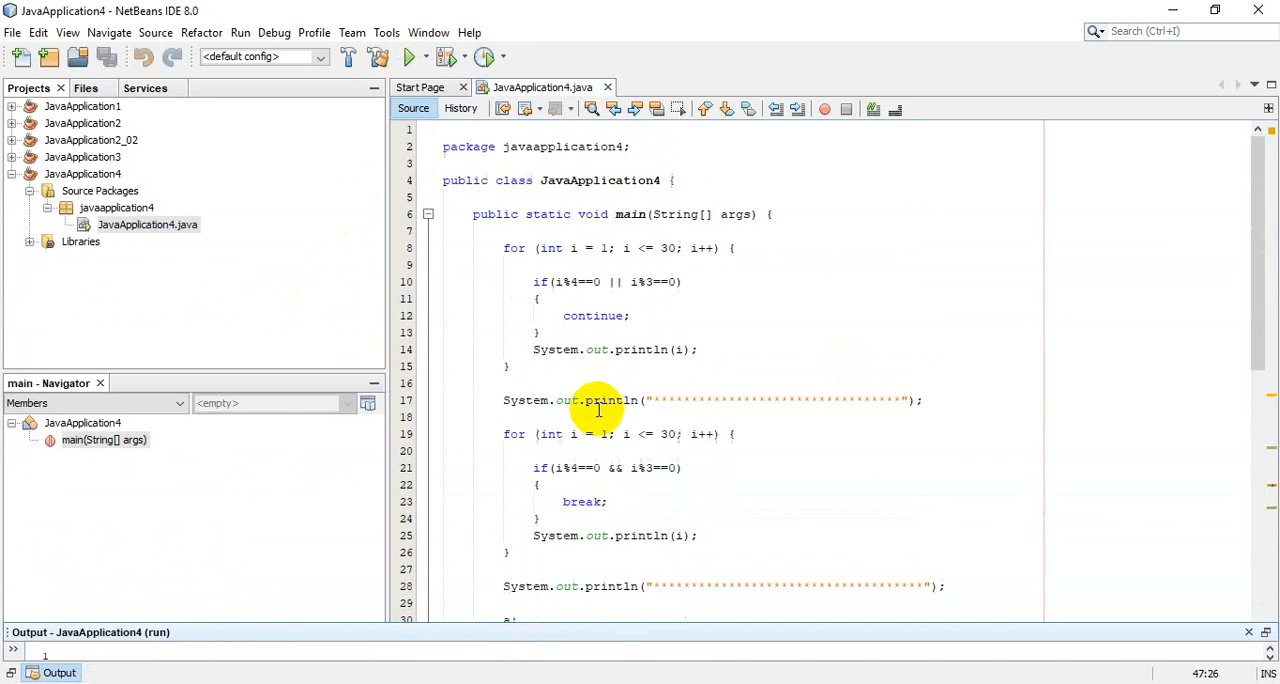 JavaApplication4 - NetBeans IDE 8.0
File Edit View Navigate Source Refactor Run Debug Profile Team Tools Window Help
Search (Ctrl+I)
<default config>
Projects Files Services
JavaApplication1
JavaApplication2
JavaApplication2_02
JavaApplication3
JavaApplication4
Source Packages
javaapplication4
JavaApplication4.java
Libraries
main - Navigator
Members <empty>
JavaApplication4
main(String[] args)
Start Page JavaApplication4.java
Source History
1
2 package javaapplication4;
3
4 public class JavaApplication4 {
5
6 public static void main(String[] args) {
7
8 for (int i = 1; i <= 30; i++) {
9
10 if(i%4==0 || i%3==0)
11 {
12 continue;
13 }
14 System.out.println(i);
15 }
16
17 System.out.println("*********************************");
18
19 for (int i = 1; i <= 30; i++) {
20
21 if(i%4==0 && i%3==0)
22 {
23 break;
24 }
25 System.out.println(i);
26 }
27
28 System.out.println("************************************");
29
30 a:
Output - JavaApplication4 (run)
1
Output
47:26 INS